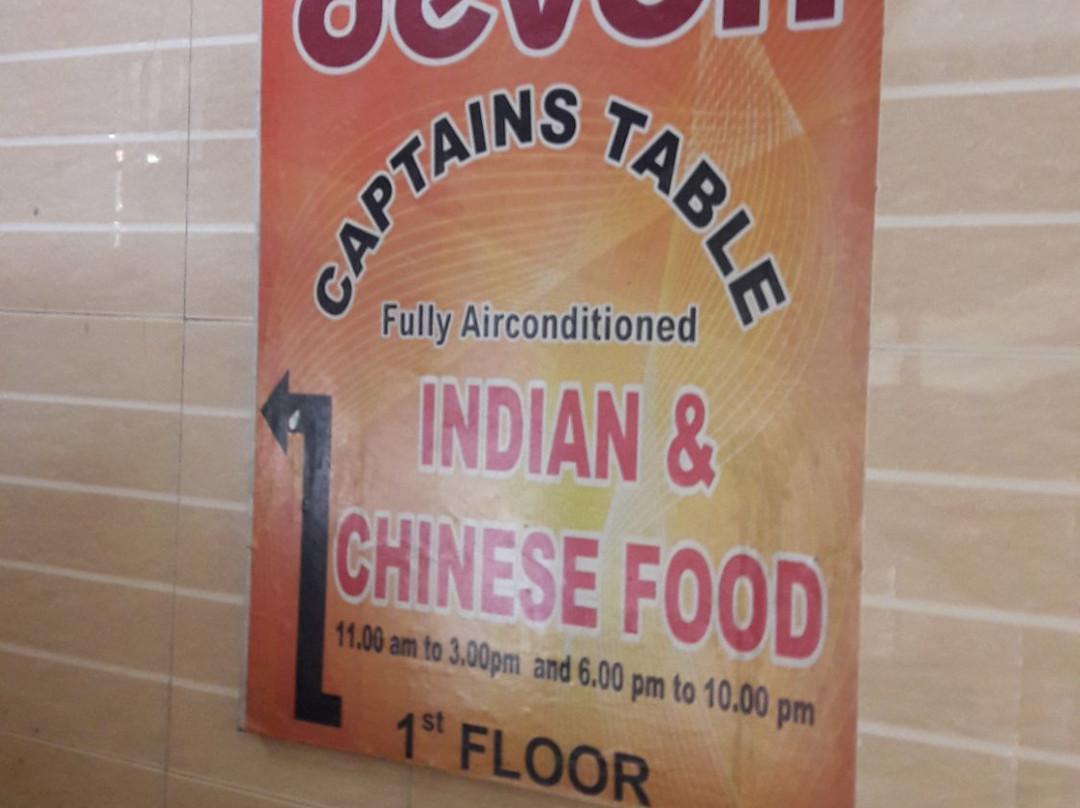 devon
CAPTAINS TABLE
Fully Airconditioned
INDIAN &
CHINESE FOOD
11.00 am to 3.00pm and 6.00 pm to 10.00 pm
1st FLOOR